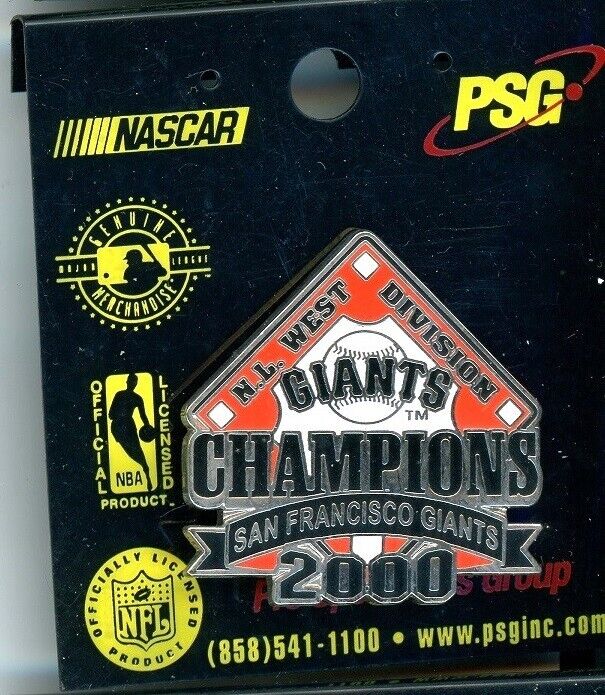 NASCAR
PSG
GENUINE
MAJOR LEAGUE
MERCHANDISE
N.L. WEST DIVISION
GIANTS
TM
CHAMPIONS
SAN FRANCISCO GIANTS
2000
OFFICIAL
LICENSED
NBA
PRODUCT
OFFICIALLY LICENSED
NFL
PRODUCT
Group
(858)541-1100 • www.psginc.com